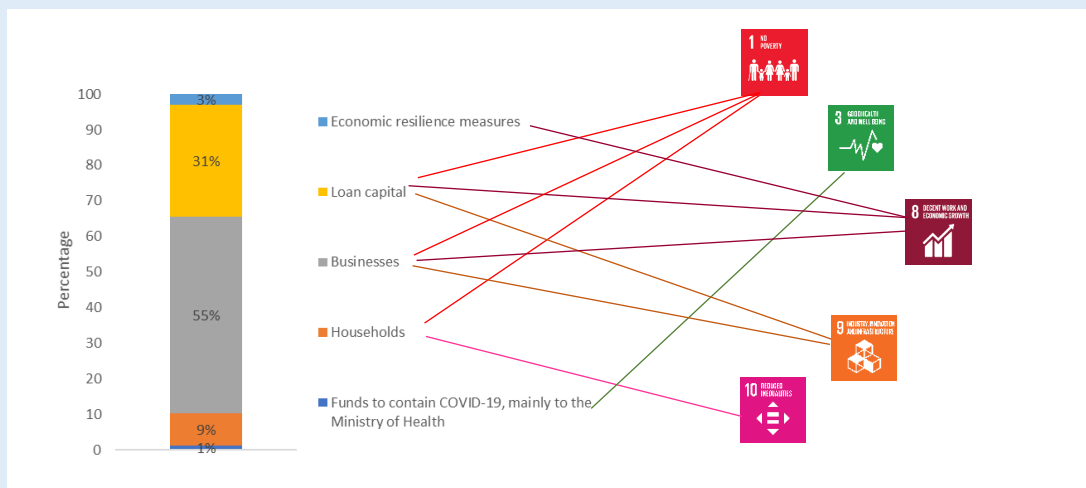 1 NO
POVERTY
3 GOOD HEALTH
AND WELL-BEING
100
90
80
70
60
50
40
30
20
10
0
Percentage
3%
31%
55%
9%
1%
Economic resilience measures
Loan capital
Businesses
Households
Funds to contain COVID-19, mainly to the
Ministry of Health
8 DECENT WORK AND
ECONOMIC GROWTH
9 INDUSTRY, INNOVATION
AND INFRASTRUCTURE
10 REDUCED
INEQUALITIES